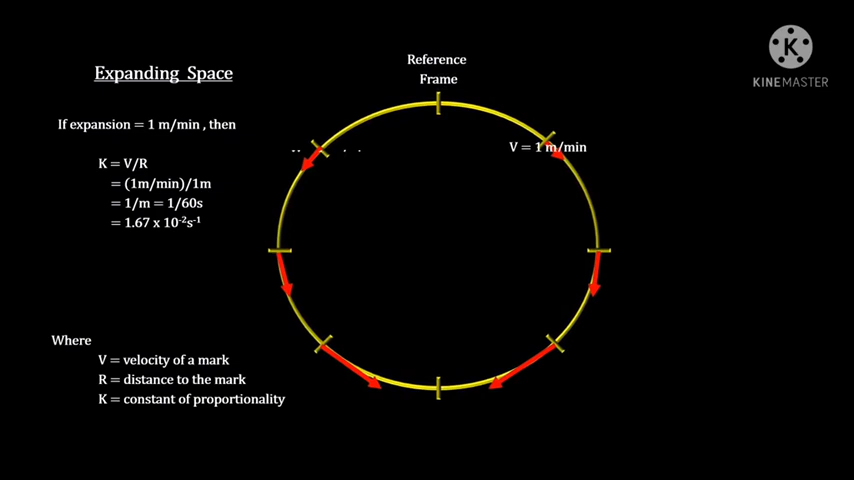 Reference
Frame
Expanding Space
K
KINEMASTER
If expansion = 1 m/min , then
V = 1 m/min
K = V/R
= (1m/min)/1m
= 1/m = 1/60s
= 1.67 x 10⁻²s⁻¹
Where
V = velocity of a mark
R = distance to the mark
K = constant of proportionality